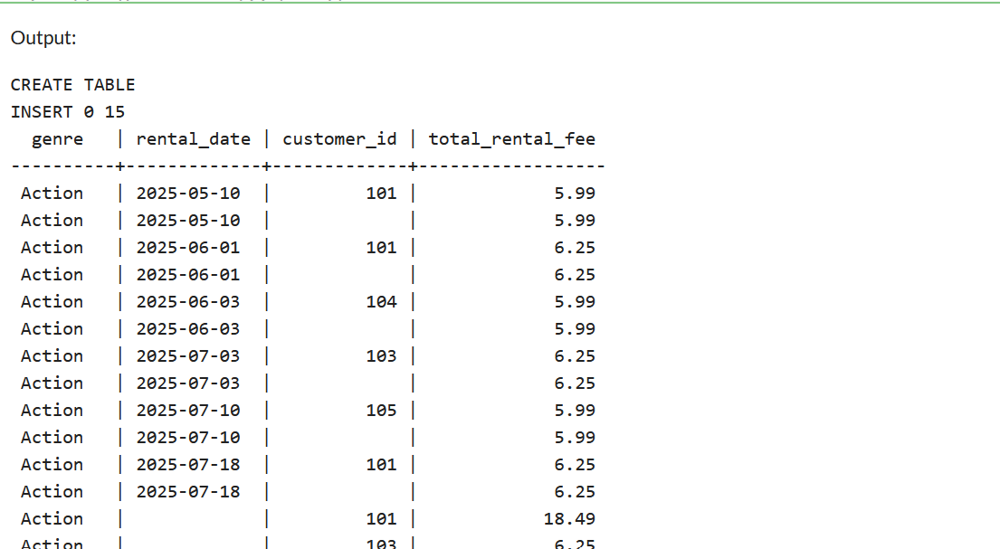 Output:
CREATE TABLE
INSERT 0 15
  genre   | rental_date | customer_id | total_rental_fee
----------+-------------+-------------+------------------
 Action   | 2025-05-10  |         101 |             5.99
 Action   | 2025-05-10  |             |             5.99
 Action   | 2025-06-01  |         101 |             6.25
 Action   | 2025-06-01  |             |             6.25
 Action   | 2025-06-03  |         104 |             5.99
 Action   | 2025-06-03  |             |             5.99
 Action   | 2025-07-03  |         103 |             6.25
 Action   | 2025-07-03  |             |             6.25
 Action   | 2025-07-10  |         105 |             5.99
 Action   | 2025-07-10  |             |             5.99
 Action   | 2025-07-18  |         101 |             6.25
 Action   | 2025-07-18  |             |             6.25
 Action   |             |         101 |            18.49
 Action   |             |         103 |             6.25